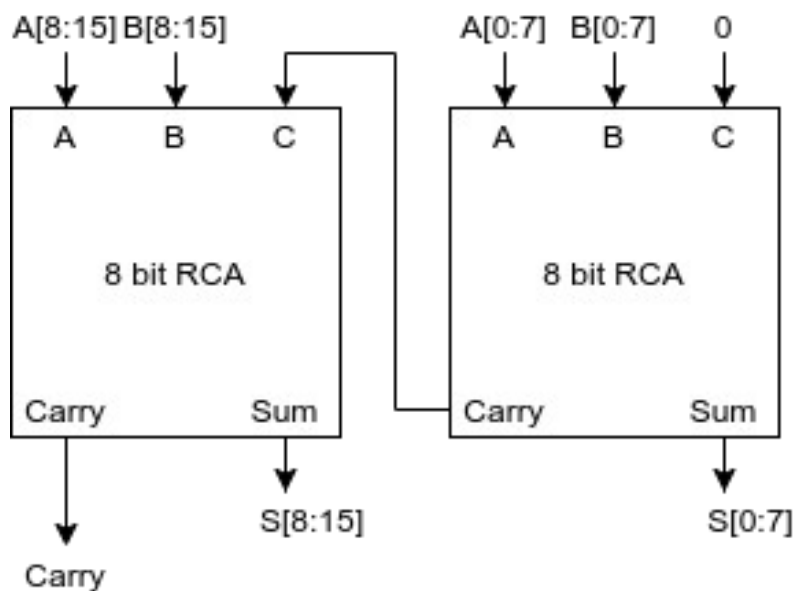 A[8:15] B[8:15] A[0:7] B[0:7] 0
A B C A B C
8 bit RCA 8 bit RCA
Carry Sum Carry Sum
S[8:15] S[0:7]
Carry